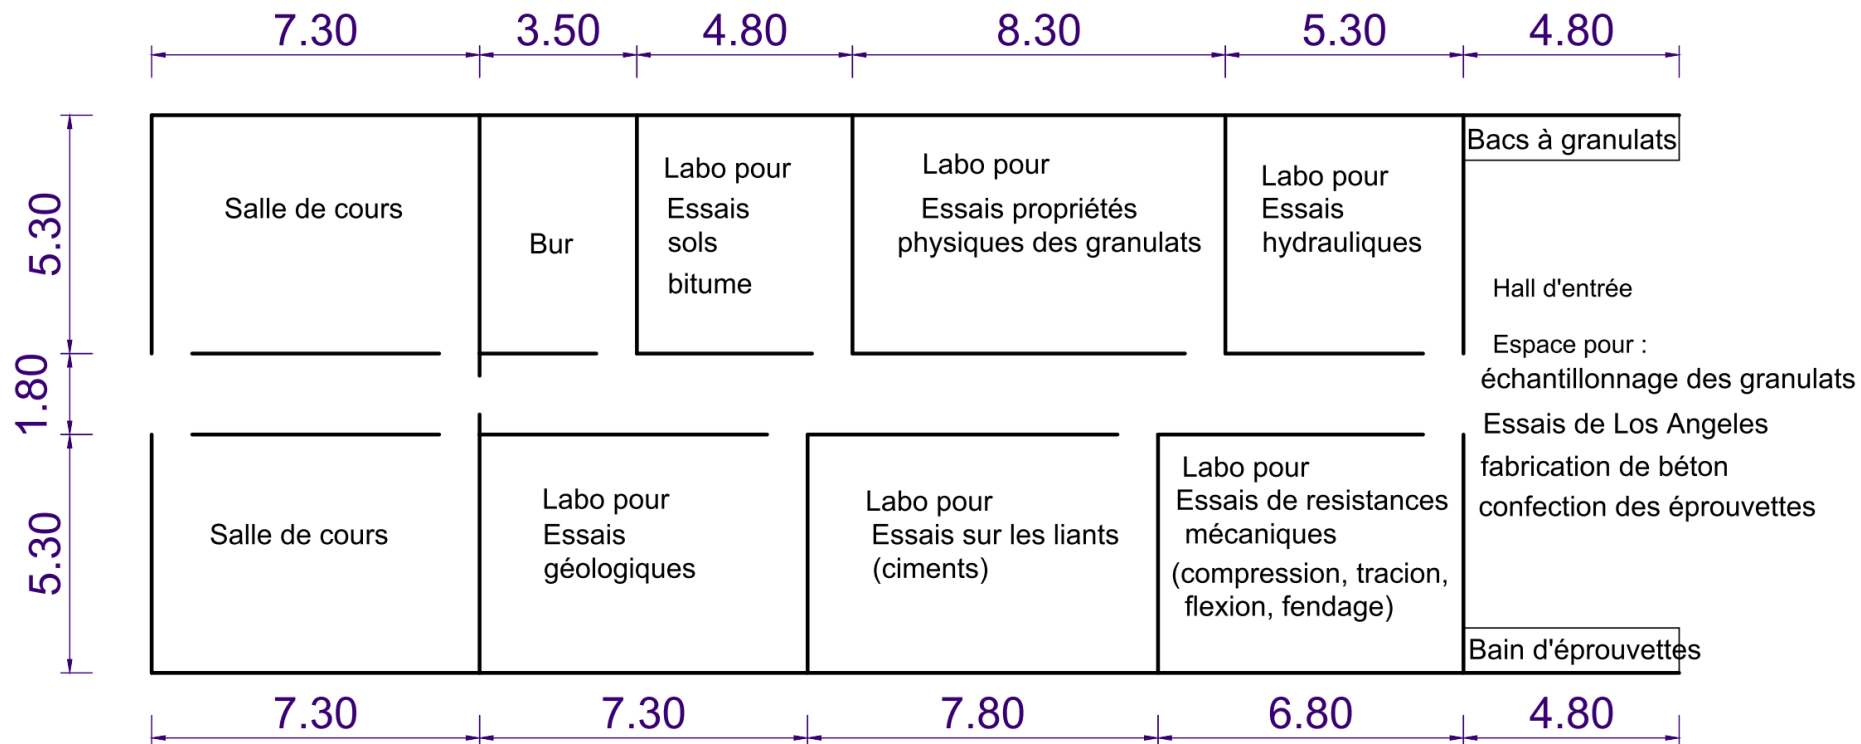 7.30 3.50 4.80 8.30 5.30 4.80
5.30
1.80
5.30
Salle de cours
Bur
Labo pour
Essais
sols
bitume
Labo pour
Essais propriétés
physiques des granulats
Labo pour
Essais
hydrauliques
Bacs à granulats
Hall d'entrée
Espace pour :
échantillonnage des granulats
Essais de Los Angeles
fabrication de béton
confection des éprouvettes
Salle de cours
Labo pour
Essais
géologiques
Labo pour
Essais sur les liants
(ciments)
Labo pour
Essais de resistances
mécaniques
(compression, tracion,
flexion, fendage)
Bain d'éprouvettes
7.30 7.30 7.80 6.80 4.80